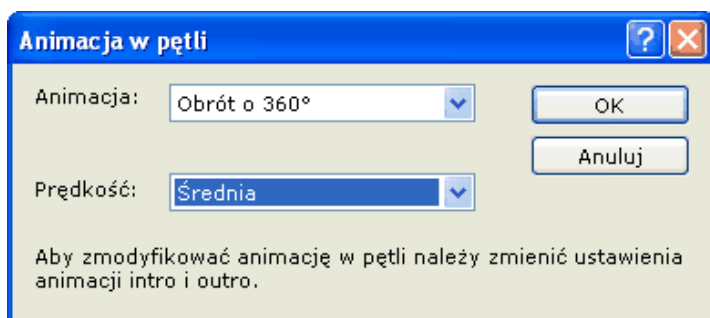 Animacja w pętli
Animacja: Obrót o 360° OK
Anuluj
Prędkość: Średnia
Aby zmodyfikować animację w pętli należy zmienić ustawienia
animacji intro i outro.